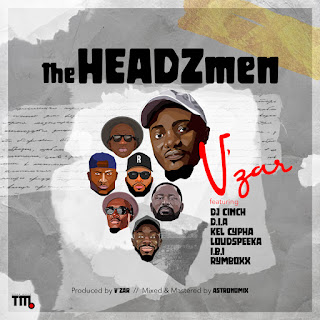 The HEADZmen
V'zar
featuring
DJ CINCH
D.I.A
KEL CYPHA
LOUDSPEEKA
I.B.I
RYMBOXX
R
Produced by V'ZAR // Mixed & Mastered by ASTRONOMIX
TM.